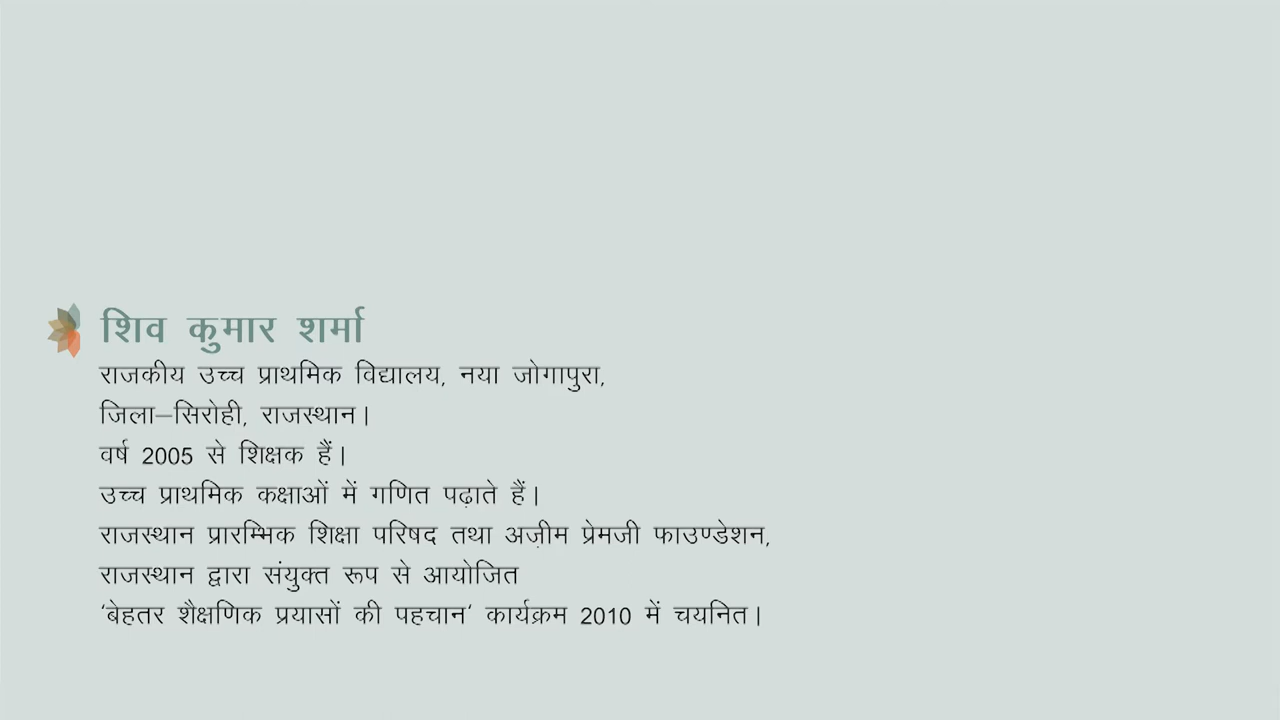 शिव कुमार शर्मा
राजकीय उच्च प्राथमिक विद्यालय, नया जोगापुरा,
जिला–सिरोही, राजस्थान।
वर्ष 2005 से शिक्षक हैं।
उच्च प्राथमिक कक्षाओं में गणित पढ़ाते हैं।
राजस्थान प्रारम्भिक शिक्षा परिषद तथा अज़ीम प्रेमजी फाउण्डेशन,
राजस्थान द्वारा संयुक्त रूप से आयोजित
‘बेहतर शैक्षणिक प्रयासों की पहचान‘ कार्यक्रम 2010 में चयनित।